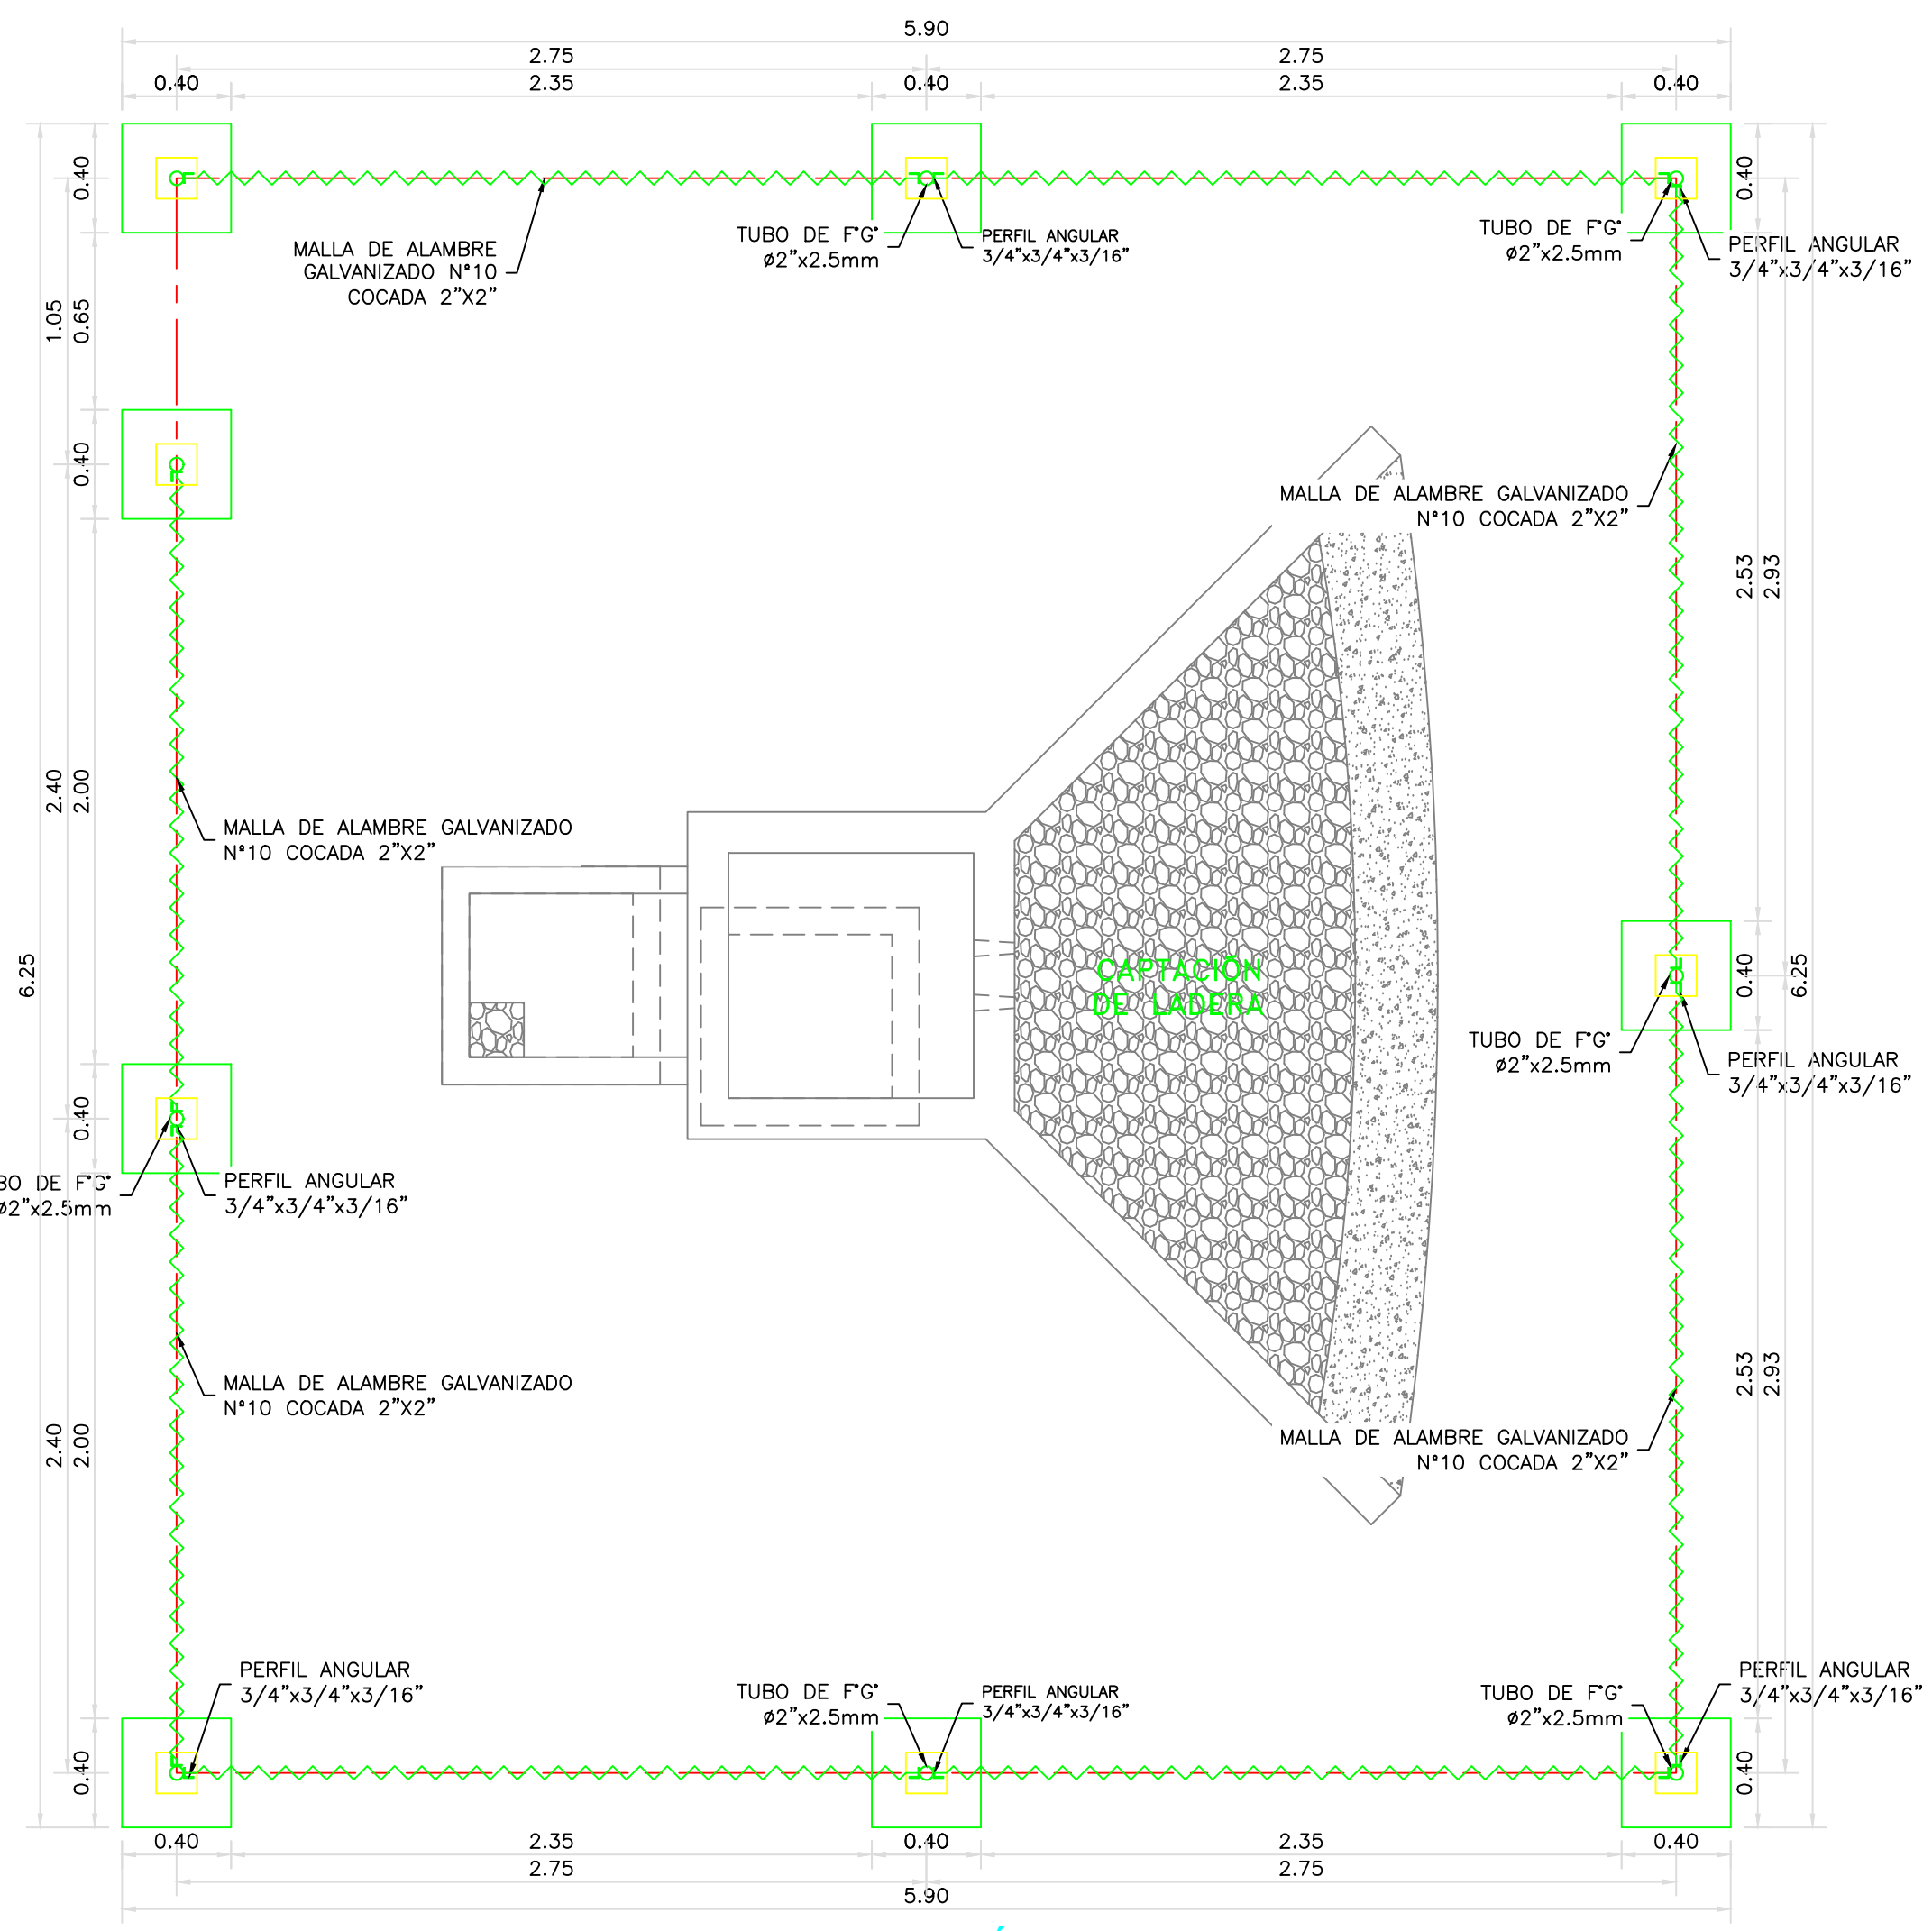 5.90
2.75 2.75
0.40 2.35 0.40 2.35 0.40
0.40
0.40
TUBO DE F°G°
ø2"x2.5mm
PERFIL ANGULAR
3/4"x3/4"x3/16"
TUBO DE F°G°
ø2"x2.5mm
PERFIL ANGULAR
3/4"x3/4"x3/16"
MALLA DE ALAMBRE
GALVANIZADO Nº10
COCADA 2"X2"
1.05
0.65
0.40
MALLA DE ALAMBRE GALVANIZADO
Nº10 COCADA 2"X2"
2.53
2.93
2.40
2.00
MALLA DE ALAMBRE GALVANIZADO
Nº10 COCADA 2"X2"
6.25
CAPTACIÓN
DE LADERA
0.40
6.25
TUBO DE F°G°
ø2"x2.5mm
PERFIL ANGULAR
3/4"x3/4"x3/16"
0.40
BO DE F°G°
ø2"x2.5mm
PERFIL ANGULAR
3/4"x3/4"x3/16"
MALLA DE ALAMBRE GALVANIZADO
Nº10 COCADA 2"X2"
2.53
2.93
2.40
2.00
MALLA DE ALAMBRE GALVANIZADO
Nº10 COCADA 2"X2"
PERFIL ANGULAR
3/4"x3/4"x3/16"
TUBO DE F°G°
ø2"x2.5mm
PERFIL ANGULAR
3/4"x3/4"x3/16"
TUBO DE F°G°
ø2"x2.5mm
PERFIL ANGULAR
3/4"x3/4"x3/16"
0.40
0.40
0.40 2.35 0.40 2.35 0.40
2.75 2.75
5.90